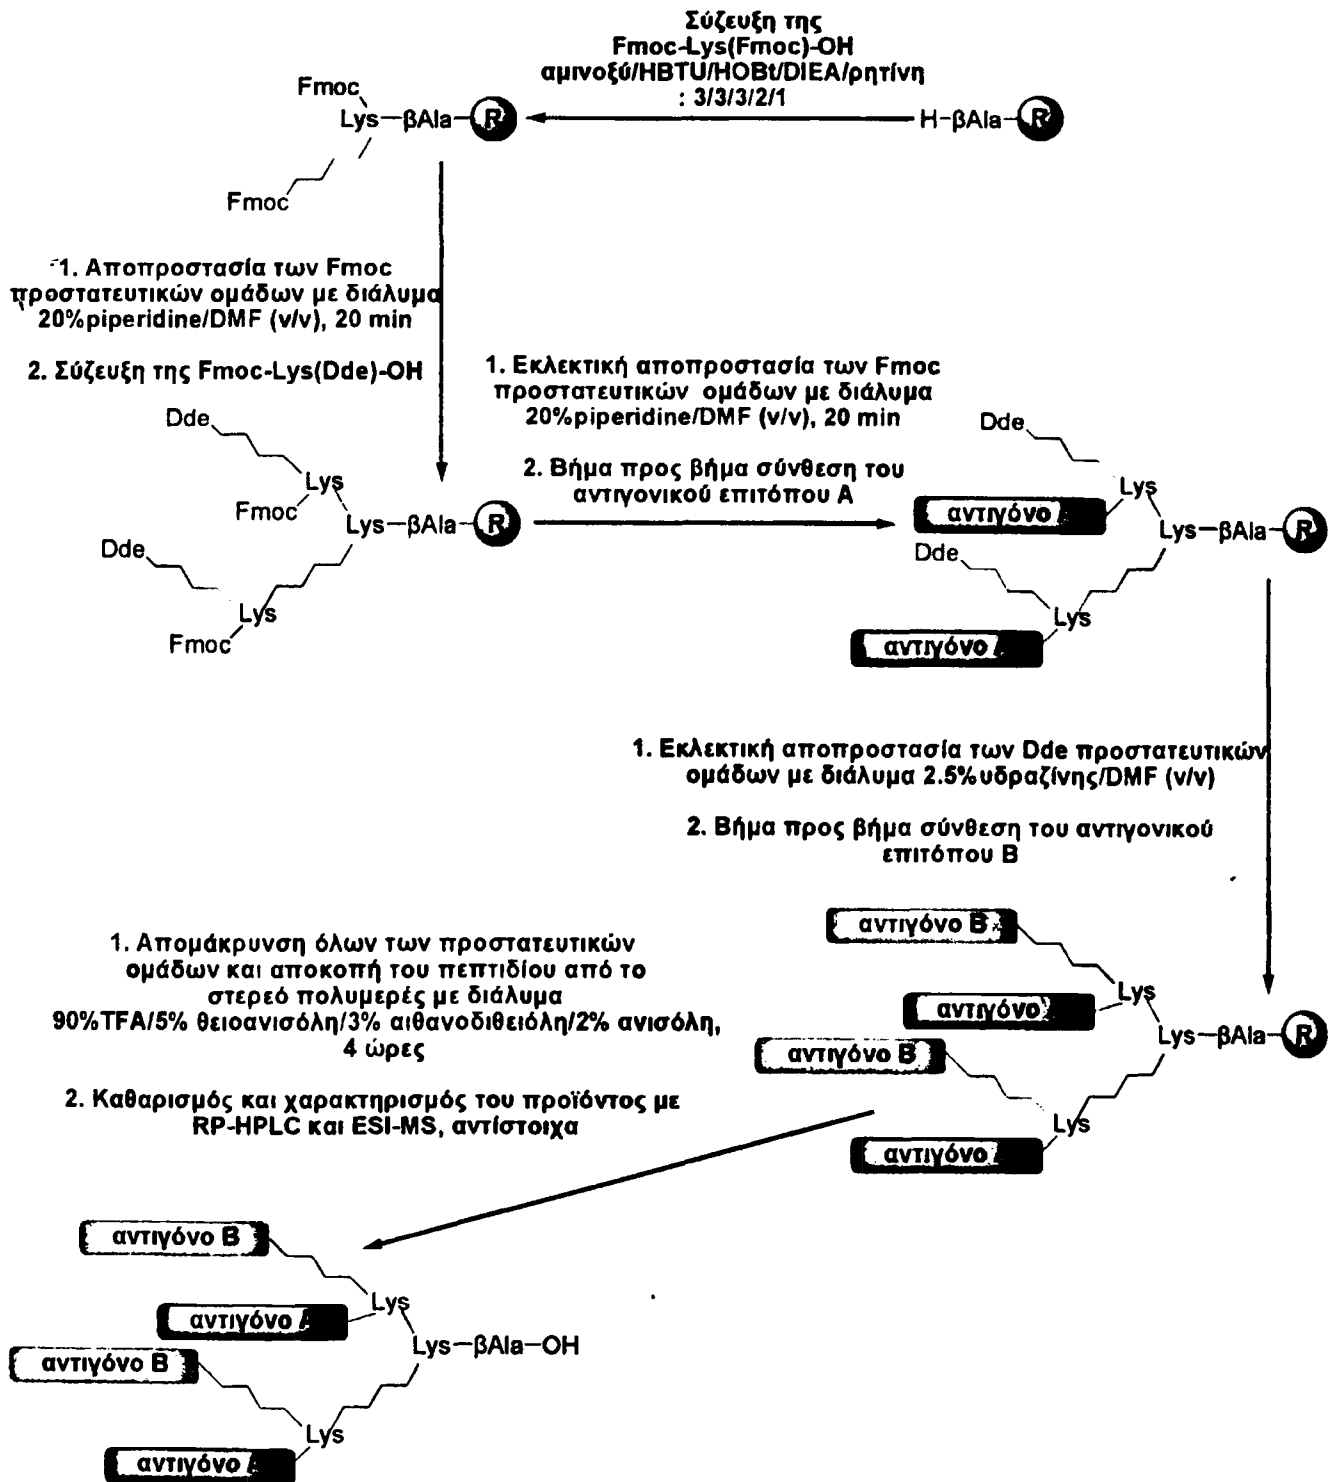 Σύζευξη της
Fmoc-Lys(Fmoc)-OH
αμινοξύ/HBTU/HOBt/DIEA/ρητίνη
: 3/3/3/2/1
Fmoc
Lys βAla R
H-βAla R
Fmoc
1. Αποπροστασία των Fmoc
προστατευτικών ομάδων με διάλυμα
20%piperidine/DMF (v/v), 20 min
2. Σύζευξη της Fmoc-Lys(Dde)-OH
1. Εκλεκτική αποπροστασία των Fmoc
προστατευτικών ομάδων με διάλυμα
20%piperidine/DMF (v/v), 20 min
2. Βήμα προς βήμα σύνθεση του
αντιγονικού επιτόπου Α
Dde
Lys
Fmoc
Lys βAla R
Dde
Lys
Fmoc
Dde
Lys
αντιγόνο
Lys βAla R
Dde
Lys
αντιγόνο
1. Εκλεκτική αποπροστασία των Dde προστατευτικών
ομάδων με διάλυμα 2.5%υδραζίνης/DMF (v/v)
2. Βήμα προς βήμα σύνθεση του αντιγονικού
επιτόπου Β
αντιγόνο Β
Lys
αντιγόνο
Lys βAla R
αντιγόνο Β
Lys
αντιγόνο
1. Απομάκρυνση όλων των προστατευτικών
ομάδων και αποκοπή του πεπτιδίου από το
στερεό πολυμερές με διάλυμα
90%TFA/5% θειοανισόλη/3% αιθανοδιθειόλη/2% ανισόλη,
4 ώρες
2. Καθαρισμός και χαρακτηρισμός του προϊόντος με
RP-HPLC και ESI-MS, αντίστοιχα
αντιγόνο Β
Lys
αντιγόνο Α
Lys-βAla-OH
αντιγόνο Β
Lys
αντιγόνο Α